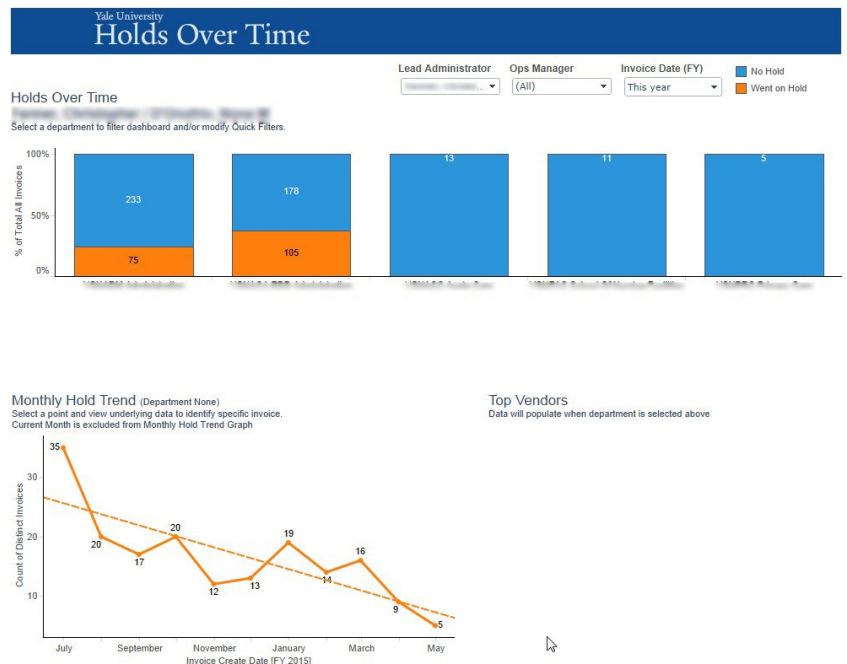 Yale University
Holds Over Time
Lead Administrator
Ops Manager
Invoice Date (FY)
(All)
This year
No Hold
Went on Hold
Holds Over Time
Select a department to filter dashboard and/or modify Quick Filters.
% of Total All Invoices
100%
50%
0%
233
75
178
105
13
11
5
Monthly Hold Trend (Department None)
Select a point and view underlying data to identify specific invoice.
Current Month is excluded from Monthly Hold Trend Graph
Count of Distinct Invoices
30
20
10
35
20
17
20
12
13
19
14
16
9
5
July
September
November
January
March
May
Invoice Create Date [FY 2015]
Top Vendors
Data will populate when department is selected above